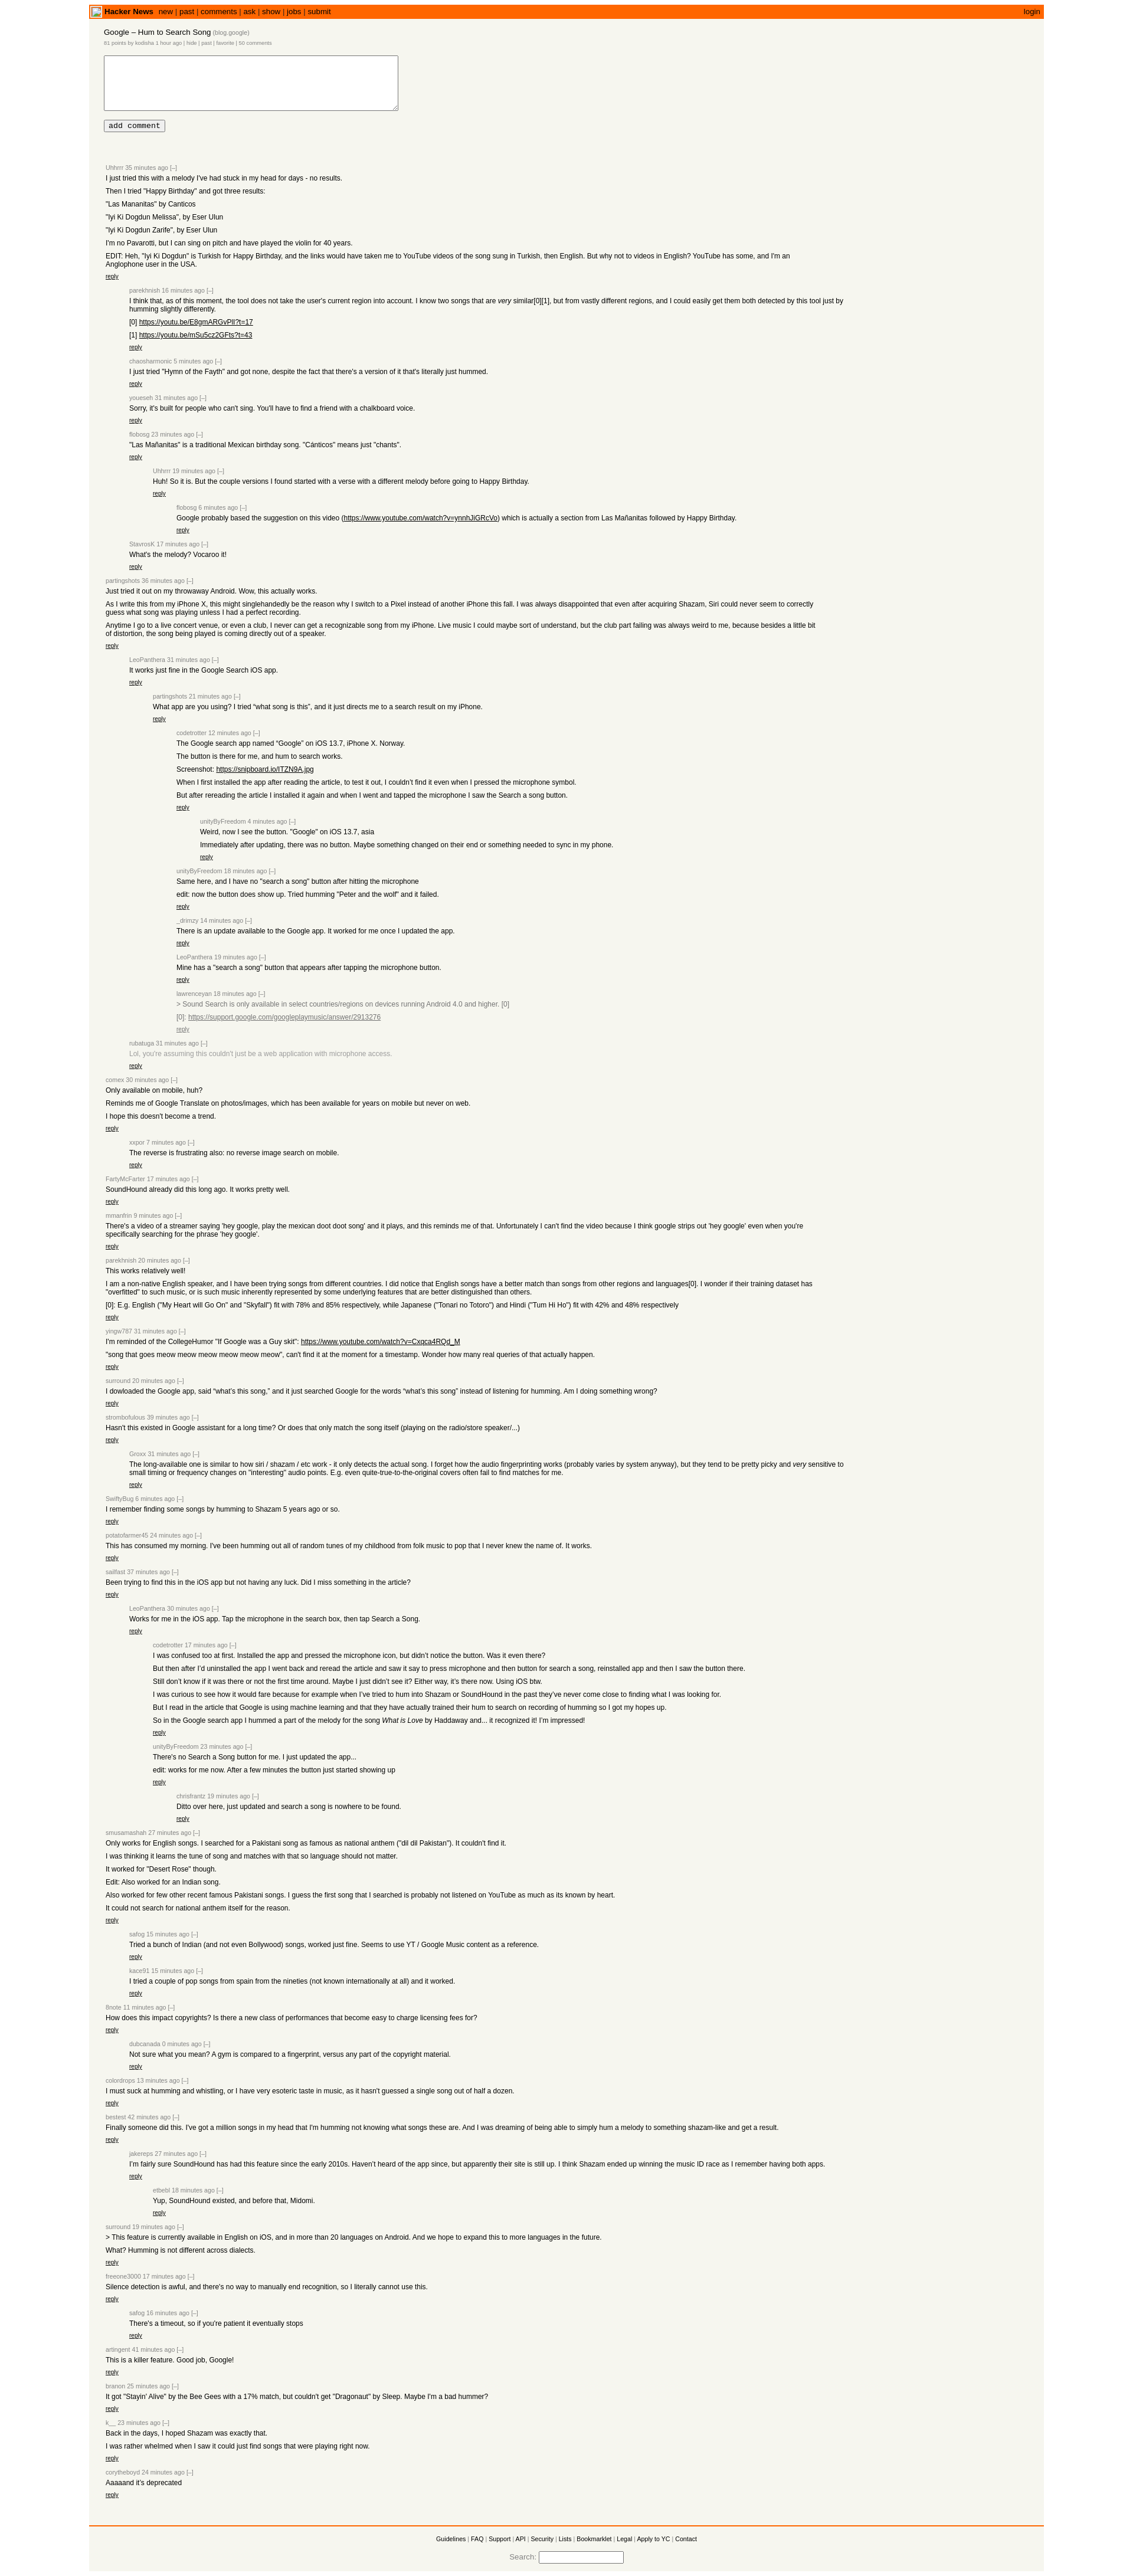 Hacker News new | past | comments | ask | show | jobs | submit login
Google – Hum to Search Song (blog.google)
81 points by kodisha 1 hour ago | hide | past | favorite | 50 comments
add comment
Uhhrrr 35 minutes ago [–]
I just tried this with a melody I've had stuck in my head for days - no results.
Then I tried "Happy Birthday" and got three results:
"Las Mananitas" by Canticos
"Iyi Ki Dogdun Melissa", by Eser Ulun
"Iyi Ki Dogdun Zarife", by Eser Ulun
I'm no Pavarotti, but I can sing on pitch and have played the violin for 40 years.
EDIT: Heh, "Iyi Ki Dogdun" is Turkish for Happy Birthday, and the links would have taken me to YouTube videos of the song sung in Turkish, then English. But why not to videos in English? YouTube has some, and I'm an
Anglophone user in the USA.
reply
parekhnish 16 minutes ago [–]
I think that, as of this moment, the tool does not take the user's current region into account. I know two songs that are very similar[0][1], but from vastly different regions, and I could easily get them both detected by this tool just by
humming slightly differently.
[0] https://youtu.be/E8gmARGvPlI?t=17
[1] https://youtu.be/mSu5cz2GFts?t=43
reply
chaosharmonic 5 minutes ago [–]
I just tried "Hymn of the Fayth" and got none, despite the fact that there's a version of it that's literally just hummed.
reply
youeseh 31 minutes ago [–]
Sorry, it's built for people who can't sing. You'll have to find a friend with a chalkboard voice.
reply
flobosg 23 minutes ago [–]
"Las Mañanitas" is a traditional Mexican birthday song. "Cánticos" means just "chants".
reply
Uhhrrr 19 minutes ago [–]
Huh! So it is. But the couple versions I found started with a verse with a different melody before going to Happy Birthday.
reply
flobosg 6 minutes ago [–]
Google probably based the suggestion on this video (https://www.youtube.com/watch?v=ynnhJiGRcVo) which is actually a section from Las Mañanitas followed by Happy Birthday.
reply
StavrosK 17 minutes ago [–]
What's the melody? Vocaroo it!
reply
partingshots 36 minutes ago [–]
Just tried it out on my throwaway Android. Wow, this actually works.
As I write this from my iPhone X, this might singlehandedly be the reason why I switch to a Pixel instead of another iPhone this fall. I was always disappointed that even after acquiring Shazam, Siri could never seem to correctly
guess what song was playing unless I had a perfect recording.
Anytime I go to a live concert venue, or even a club, I never can get a recognizable song from my iPhone. Live music I could maybe sort of understand, but the club part failing was always weird to me, because besides a little bit
of distortion, the song being played is coming directly out of a speaker.
reply
LeoPanthera 31 minutes ago [–]
It works just fine in the Google Search iOS app.
reply
partingshots 21 minutes ago [–]
What app are you using? I tried “what song is this”, and it just directs me to a search result on my iPhone.
reply
codetrotter 12 minutes ago [–]
The Google search app named “Google” on iOS 13.7, iPhone X. Norway.
The button is there for me, and hum to search works.
Screenshot: https://snipboard.io/ITZN9A.jpg
When I first installed the app after reading the article, to test it out, I couldn’t find it even when I pressed the microphone symbol.
But after rereading the article I installed it again and when I went and tapped the microphone I saw the Search a song button.
reply
unityByFreedom 4 minutes ago [–]
Weird, now I see the button. "Google" on iOS 13.7, asia
Immediately after updating, there was no button. Maybe something changed on their end or something needed to sync in my phone.
reply
unityByFreedom 18 minutes ago [–]
Same here, and I have no "search a song" button after hitting the microphone
edit: now the button does show up. Tried humming "Peter and the wolf" and it failed.
reply
_drimzy 14 minutes ago [–]
There is an update available to the Google app. It worked for me once I updated the app.
reply
LeoPanthera 19 minutes ago [–]
Mine has a "search a song" button that appears after tapping the microphone button.
reply
lawrenceyan 18 minutes ago [–]
> Sound Search is only available in select countries/regions on devices running Android 4.0 and higher. [0]
[0]: https://support.google.com/googleplaymusic/answer/2913276
reply
rubatuga 31 minutes ago [–]
Lol, you're assuming this couldn't just be a web application with microphone access.
reply
comex 30 minutes ago [–]
Only available on mobile, huh?
Reminds me of Google Translate on photos/images, which has been available for years on mobile but never on web.
I hope this doesn't become a trend.
reply
xxpor 7 minutes ago [–]
The reverse is frustrating also: no reverse image search on mobile.
reply
FartyMcFarter 17 minutes ago [–]
SoundHound already did this long ago. It works pretty well.
reply
mmanfrin 9 minutes ago [–]
There's a video of a streamer saying 'hey google, play the mexican doot doot song' and it plays, and this reminds me of that. Unfortunately I can't find the video because I think google strips out 'hey google' even when you're
specifically searching for the phrase 'hey google'.
reply
parekhnish 20 minutes ago [–]
This works relatively well!
I am a non-native English speaker, and I have been trying songs from different countries. I did notice that English songs have a better match than songs from other regions and languages[0]. I wonder if their training dataset has
"overfitted" to such music, or is such music inherently represented by some underlying features that are better distinguished than others.
[0]: E.g. English ("My Heart will Go On" and "Skyfall") fit with 78% and 85% respectively, while Japanese ("Tonari no Totoro") and Hindi ("Tum Hi Ho") fit with 42% and 48% respectively
reply
yingw787 31 minutes ago [–]
I'm reminded of the CollegeHumor "If Google was a Guy skit": https://www.youtube.com/watch?v=Cxqca4RQd_M
"song that goes meow meow meow meow meow meow", can't find it at the moment for a timestamp. Wonder how many real queries of that actually happen.
reply
surround 20 minutes ago [–]
I dowloaded the Google app, said “what’s this song,” and it just searched Google for the words “what’s this song” instead of listening for humming. Am I doing something wrong?
reply
strombofulous 39 minutes ago [–]
Hasn't this existed in Google assistant for a long time? Or does that only match the song itself (playing on the radio/store speaker/...)
reply
Groxx 31 minutes ago [–]
The long-available one is similar to how siri / shazam / etc work - it only detects the actual song. I forget how the audio fingerprinting works (probably varies by system anyway), but they tend to be pretty picky and very sensitive to
small timing or frequency changes on "interesting" audio points. E.g. even quite-true-to-the-original covers often fail to find matches for me.
reply
SwiftyBug 6 minutes ago [–]
I remember finding some songs by humming to Shazam 5 years ago or so.
reply
potatofarmer45 24 minutes ago [–]
This has consumed my morning. I've been humming out all of random tunes of my childhood from folk music to pop that I never knew the name of. It works.
reply
sailfast 37 minutes ago [–]
Been trying to find this in the iOS app but not having any luck. Did I miss something in the article?
reply
LeoPanthera 30 minutes ago [–]
Works for me in the iOS app. Tap the microphone in the search box, then tap Search a Song.
reply
codetrotter 17 minutes ago [–]
I was confused too at first. Installed the app and pressed the microphone icon, but didn’t notice the button. Was it even there?
But then after I’d uninstalled the app I went back and reread the article and saw it say to press microphone and then button for search a song, reinstalled app and then I saw the button there.
Still don’t know if it was there or not the first time around. Maybe I just didn’t see it? Either way, it’s there now. Using iOS btw.
I was curious to see how it would fare because for example when I’ve tried to hum into Shazam or SoundHound in the past they’ve never come close to finding what I was looking for.
But I read in the article that Google is using machine learning and that they have actually trained their hum to search on recording of humming so I got my hopes up.
So in the Google search app I hummed a part of the melody for the song What is Love by Haddaway and... it recognized it! I’m impressed!
reply
unityByFreedom 23 minutes ago [–]
There's no Search a Song button for me. I just updated the app...
edit: works for me now. After a few minutes the button just started showing up
reply
chrisfrantz 19 minutes ago [–]
Ditto over here, just updated and search a song is nowhere to be found.
reply
smusamashah 27 minutes ago [–]
Only works for English songs. I searched for a Pakistani song as famous as national anthem ("dil dil Pakistan"). It couldn't find it.
I was thinking it learns the tune of song and matches with that so language should not matter.
It worked for "Desert Rose" though.
Edit: Also worked for an Indian song.
Also worked for few other recent famous Pakistani songs. I guess the first song that I searched is probably not listened on YouTube as much as its known by heart.
It could not search for national anthem itself for the reason.
reply
safog 15 minutes ago [–]
Tried a bunch of Indian (and not even Bollywood) songs, worked just fine. Seems to use YT / Google Music content as a reference.
reply
kace91 15 minutes ago [–]
I tried a couple of pop songs from spain from the nineties (not known internationally at all) and it worked.
reply
8note 11 minutes ago [–]
How does this impact copyrights? Is there a new class of performances that become easy to charge licensing fees for?
reply
dubcanada 0 minutes ago [–]
Not sure what you mean? A gym is compared to a fingerprint, versus any part of the copyright material.
reply
colordrops 13 minutes ago [–]
I must suck at humming and whistling, or I have very esoteric taste in music, as it hasn't guessed a single song out of half a dozen.
reply
bestest 42 minutes ago [–]
Finally someone did this. I've got a million songs in my head that I'm humming not knowing what songs these are. And I was dreaming of being able to simply hum a melody to something shazam-like and get a result.
reply
jakereps 27 minutes ago [–]
I’m fairly sure SoundHound has had this feature since the early 2010s. Haven’t heard of the app since, but apparently their site is still up. I think Shazam ended up winning the music ID race as I remember having both apps.
reply
elbebl 18 minutes ago [–]
Yup, SoundHound existed, and before that, Midomi.
reply
surround 19 minutes ago [–]
> This feature is currently available in English on iOS, and in more than 20 languages on Android. And we hope to expand this to more languages in the future.
What? Humming is not different across dialects.
reply
freeone3000 17 minutes ago [–]
Silence detection is awful, and there's no way to manually end recognition, so I literally cannot use this.
reply
safog 16 minutes ago [–]
There's a timeout, so if you're patient it eventually stops
reply
artingent 41 minutes ago [–]
This is a killer feature. Good job, Google!
reply
branon 25 minutes ago [–]
It got "Stayin' Alive" by the Bee Gees with a 17% match, but couldn't get "Dragonaut" by Sleep. Maybe I'm a bad hummer?
reply
k__ 23 minutes ago [–]
Back in the days, I hoped Shazam was exactly that.
I was rather whelmed when I saw it could just find songs that were playing right now.
reply
corytheboyd 24 minutes ago [–]
Aaaaand it’s deprecated
reply
Guidelines | FAQ | Support | API | Security | Lists | Bookmarklet | Legal | Apply to YC | Contact
Search: